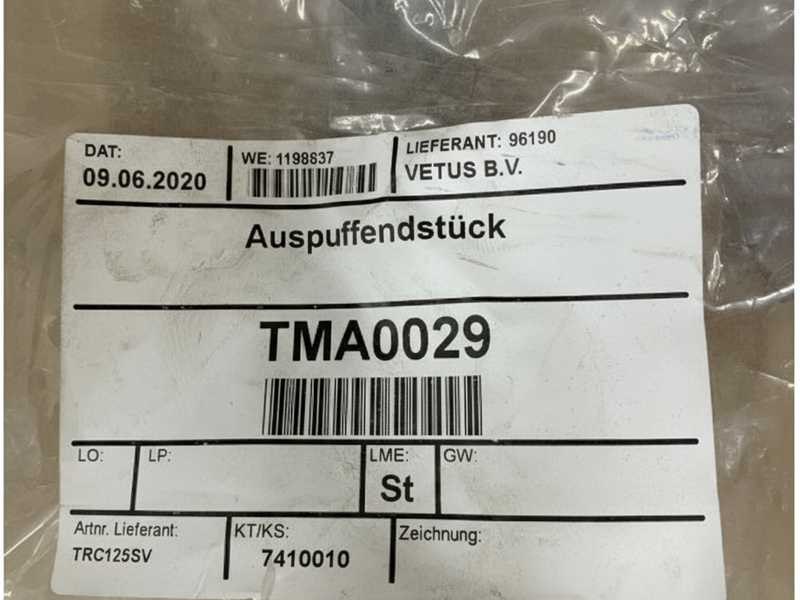 DAT:
09.06.2020
WE: 1198837
LIEFERANT: 96190
VETUS B.V.
Auspuffendstück
TMA0029
LO:
LP:
LME:
St
GW:
Artnr. Lieferant:
TRC125SV
KT/KS:
7410010
Zeichnung: